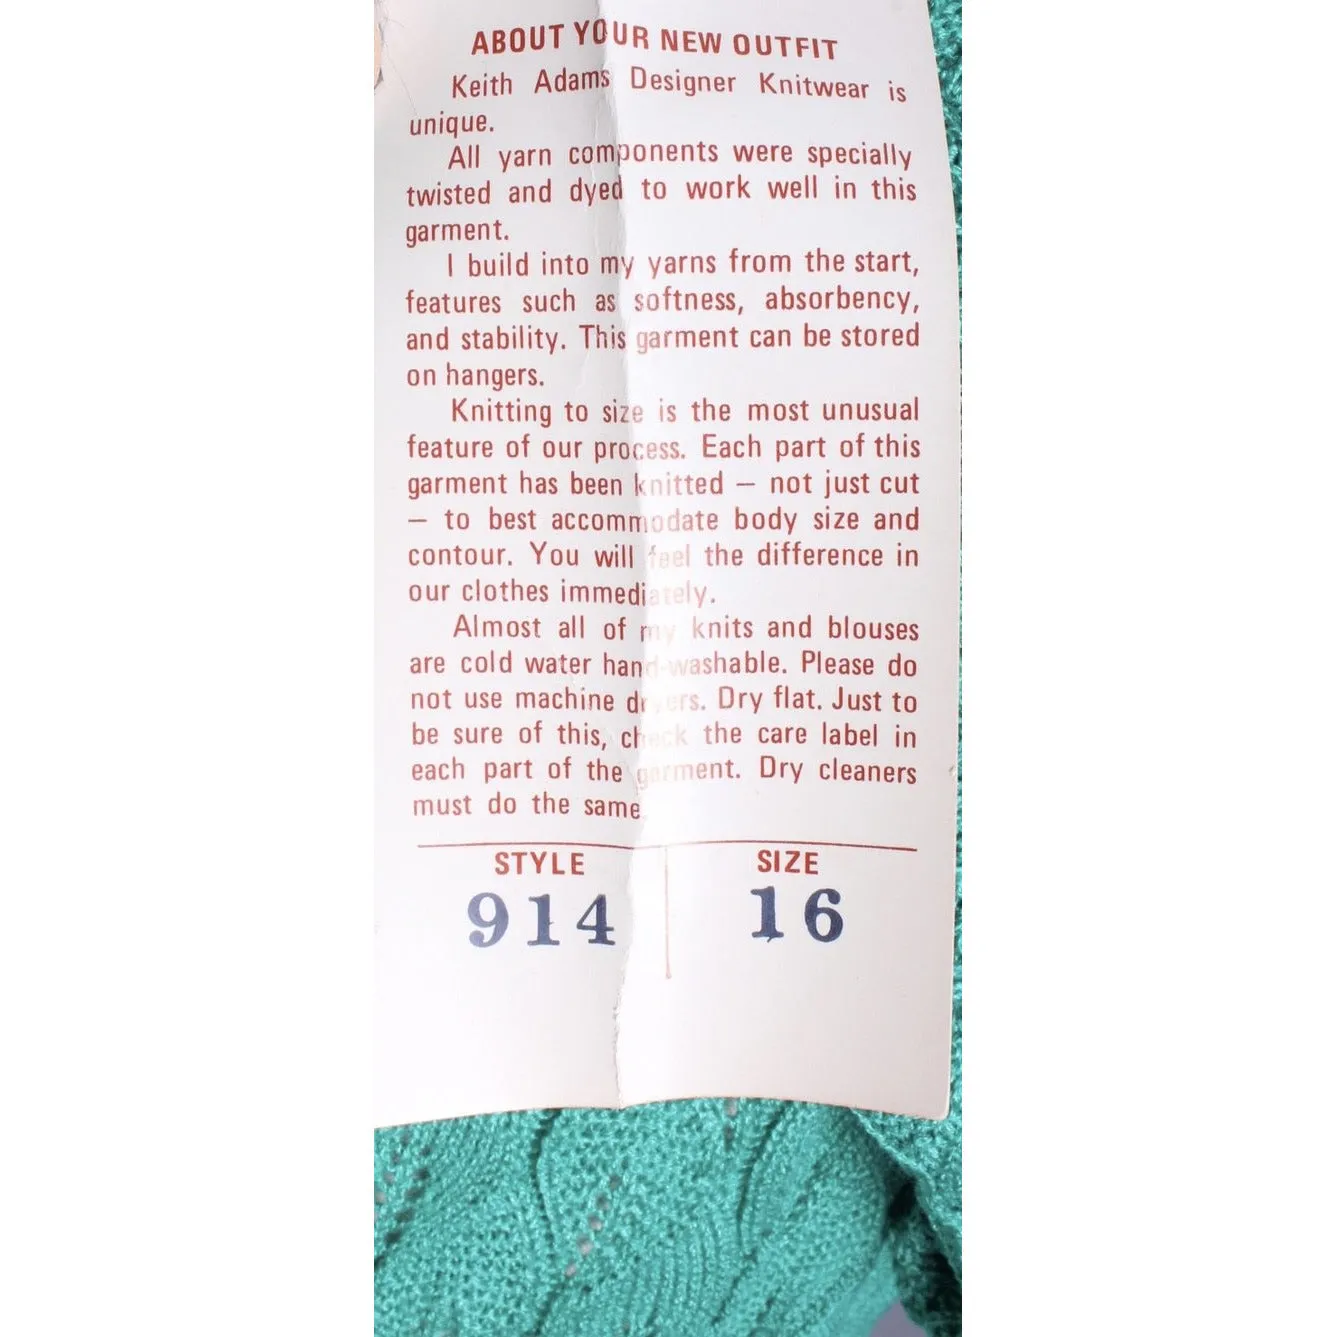 ABOUT YOUR NEW OUTFIT
Keith Adams Designer Knitwear is
unique.
All yarn components were specially
twisted and dyed to work well in this
garment.
I build into my yarns from the start,
features such as softness, absorbency,
and stability. This garment can be stored
on hangers.
Knitting to size is the most unusual
feature of our process. Each part of this
garment has been knitted — not just cut
— to best accommodate body size and
contour. You will feel the difference in
our clothes immediately.
Almost all of my knits and blouses
are cold water hand-washable. Please do
not use machine dryers. Dry flat. Just to
be sure of this, check the care label in
each part of the garment. Dry cleaners
must do the same.
STYLE SIZE
914 16